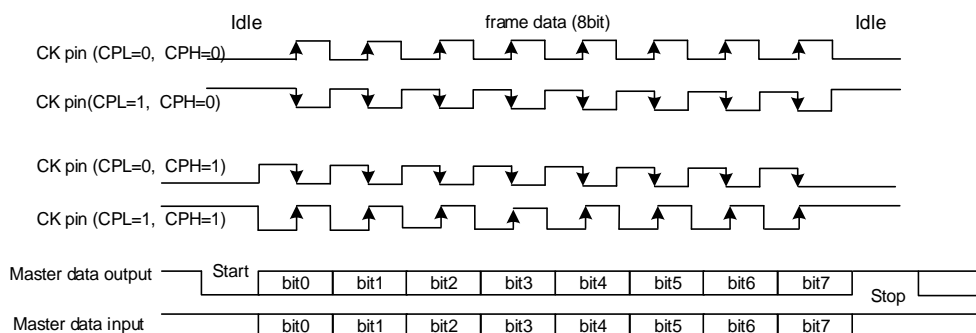 Idle frame data (8bit) Idle
CK pin (CPL=0, CPH=0)
CK pin(CPL=1, CPH=0)
CK pin (CPL=0, CPH=1)
CK pin (CPL=1, CPH=1)
Master data output Start bit0 bit1 bit2 bit3 bit4 bit5 bit6 bit7 Stop
Master data input bit0 bit1 bit2 bit3 bit4 bit5 bit6 bit7